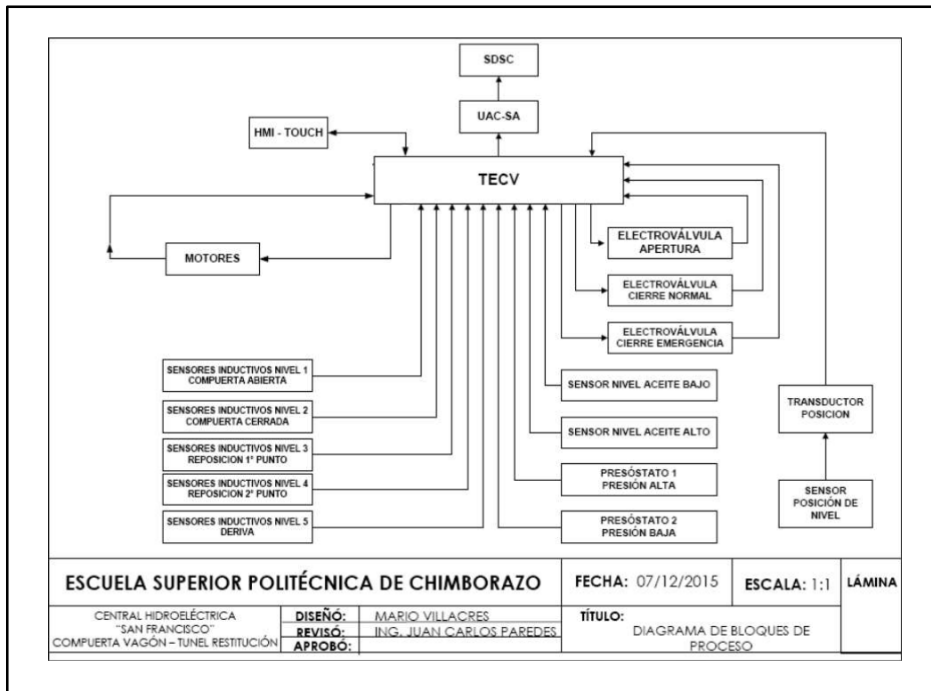 SDSC
UAC-SA
HMI - TOUCH
TECV
MOTORES
ELECTROVÁLVULA
APERTURA
ELECTROVÁLVULA
CIERRE NORMAL
ELECTROVÁLVULA
CIERRE EMERGENCIA
SENSORES INDUCTIVOS NIVEL 1
COMPUERTA ABIERTA
SENSORES INDUCTIVOS NIVEL 2
COMPUERTA CERRADA
SENSORES INDUCTIVOS NIVEL 3
REPOSICION 1° PUNTO
SENSORES INDUCTIVOS NIVEL 4
REPOSICION 2° PUNTO
SENSORES INDUCTIVOS NIVEL 5
DERIVA
SENSOR NIVEL ACEITE BAJO
SENSOR NIVEL ACEITE ALTO
PRESÓSTATO 1
PRESIÓN ALTA
PRESÓSTATO 2
PRESIÓN BAJA
TRANSDUCTOR
POSICION
SENSOR
POSICIÓN DE
NIVEL
ESCUELA SUPERIOR POLITÉCNICA DE CHIMBORAZO
FECHA: 07/12/2015
ESCALA: 1:1
LÁMINA
CENTRAL HIDROELÉCTRICA
"SAN FRANCISCO"
COMPUERTA VAGÓN – TUNEL RESTITUCIÓN
DISEÑÓ: MARIO VILLACRES
REVISÓ: ING. JUAN CARLOS PAREDES
APROBÓ:
TÍTULO:
DIAGRAMA DE BLOQUES DE
PROCESO